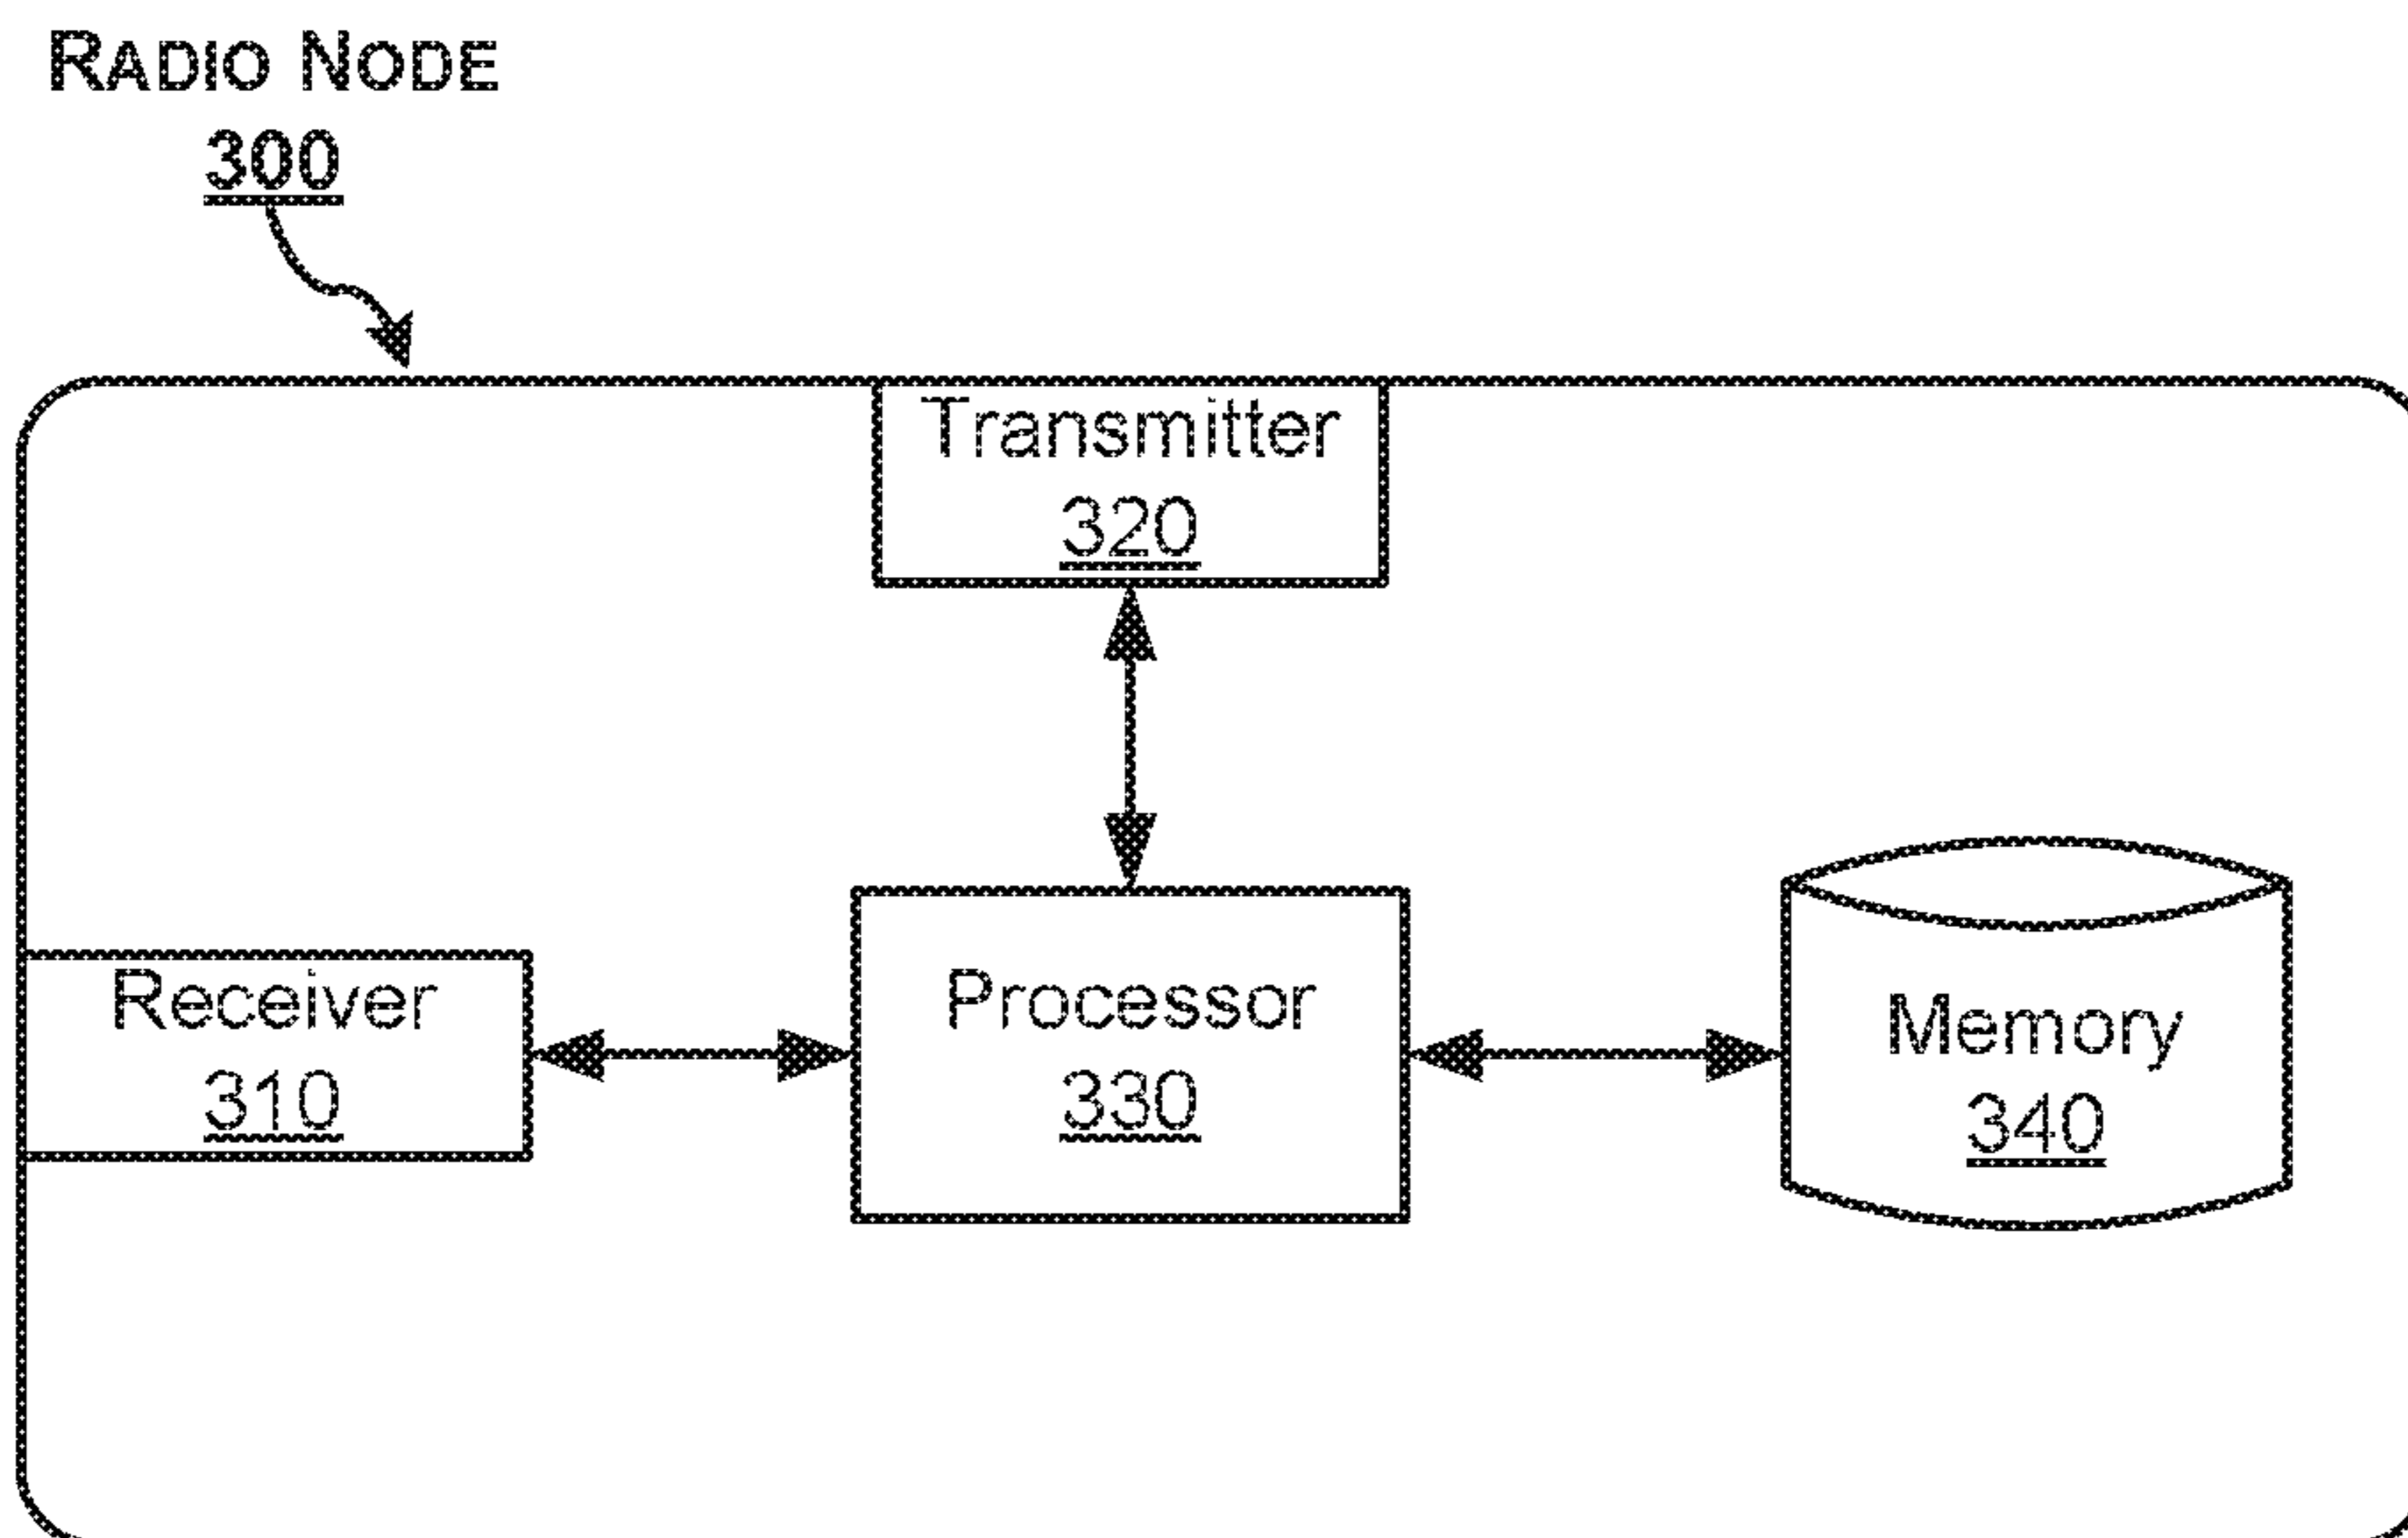 RADIO NODE
300
Transmitter
320
Receiver
310
Processor
330
Memory
340